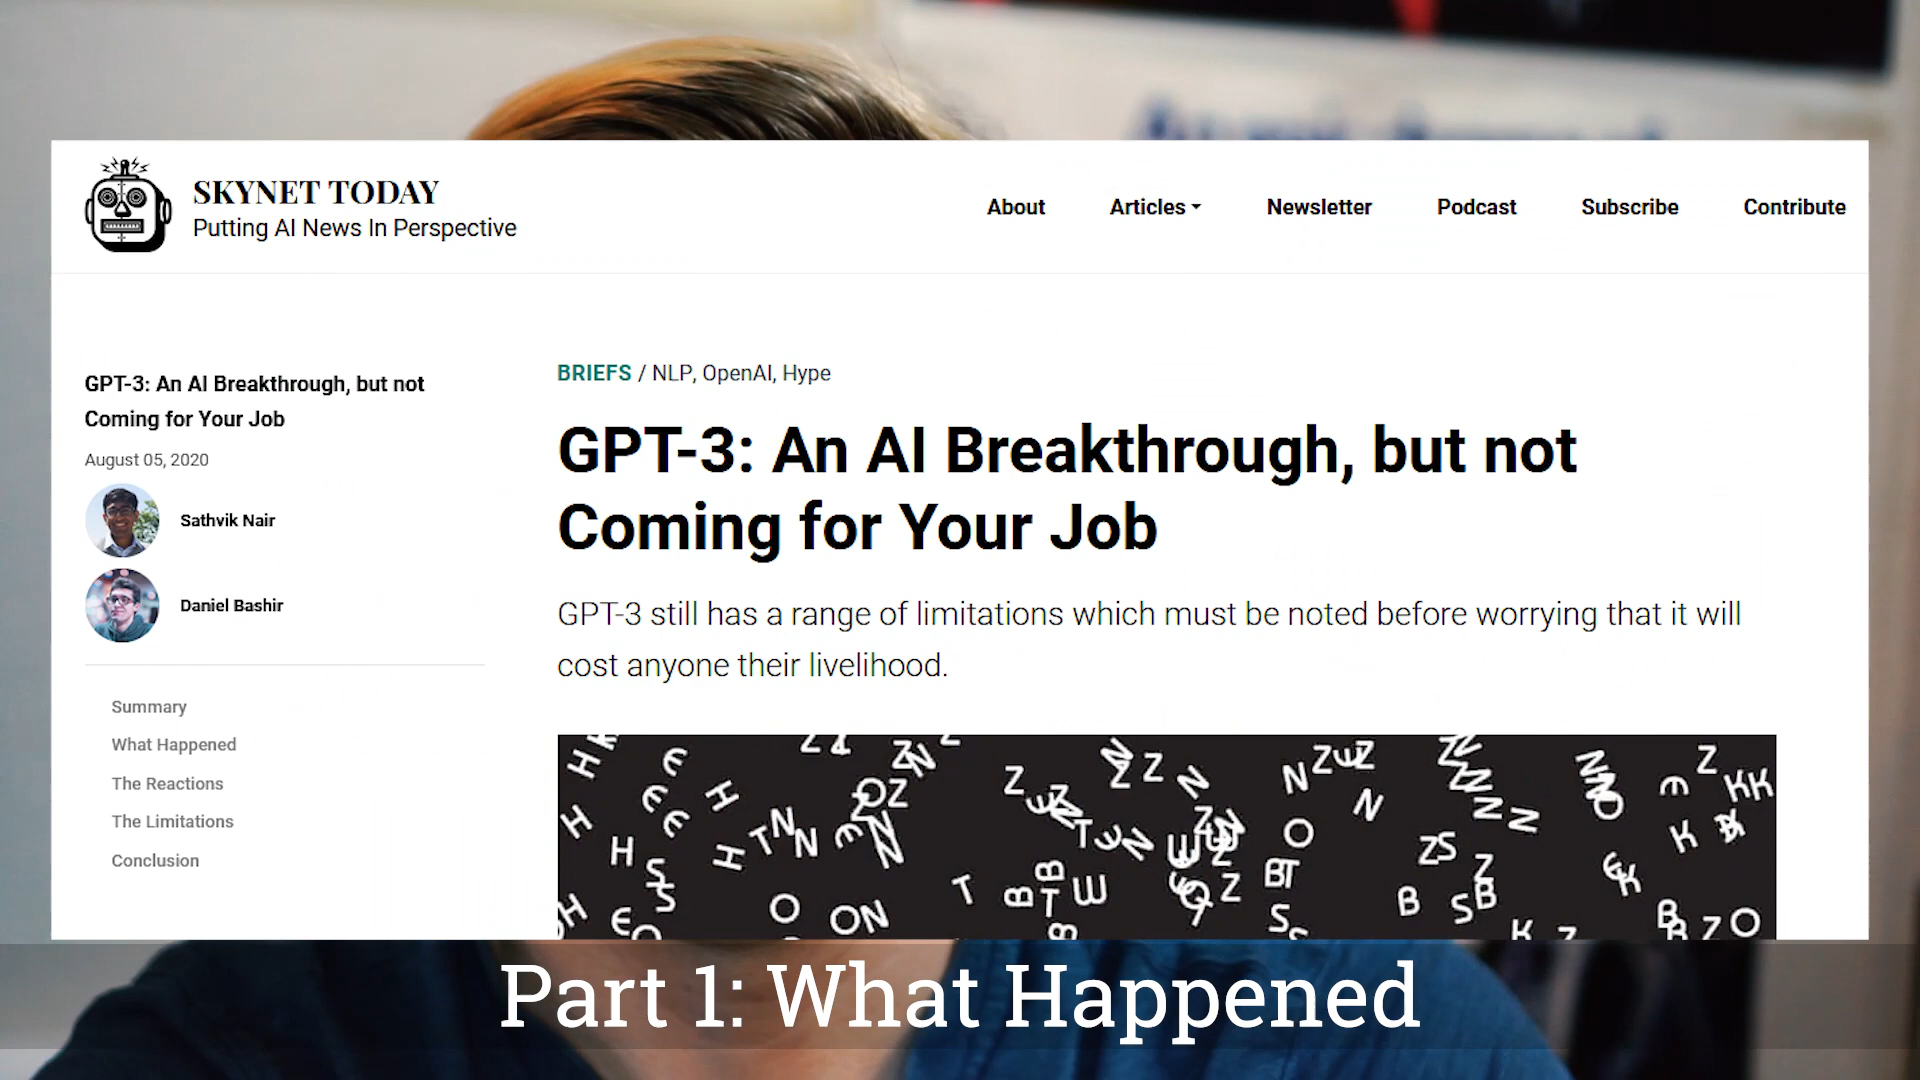 SKYNET TODAY
Putting AI News In Perspective
About Articles Newsletter Podcast Subscribe Contribute
GPT-3: An AI Breakthrough, but not
Coming for Your Job
August 05, 2020
Sathvik Nair
Daniel Bashir
Summary
What Happened
The Reactions
The Limitations
Conclusion
BRIEFS / NLP, OpenAI, Hype
GPT-3: An AI Breakthrough, but not
Coming for Your Job
GPT-3 still has a range of limitations which must be noted before worrying that it will
cost anyone their livelihood.
Part 1: What Happened